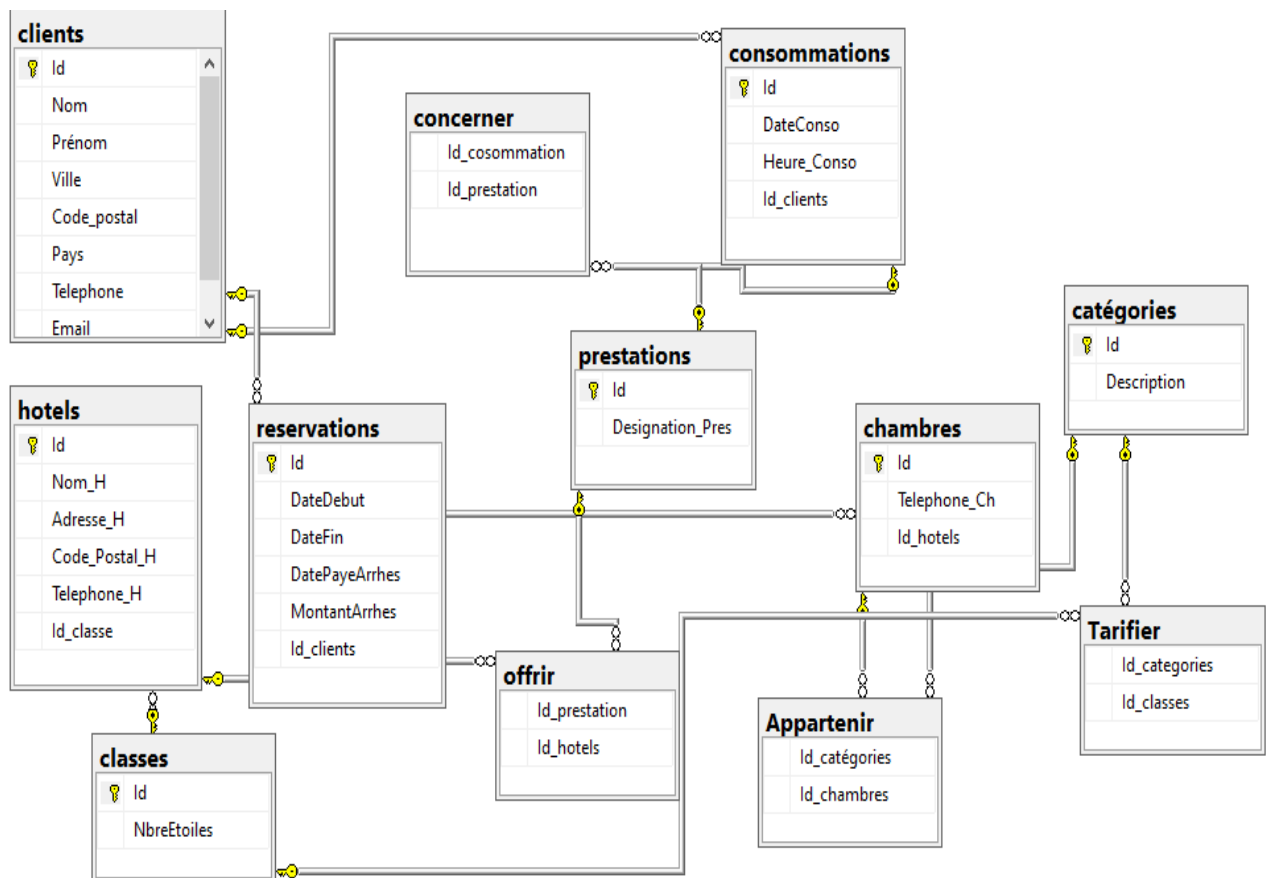 clients
Id
Nom
Prénom
Ville
Code_postal
Pays
Telephone
Email
consommations
Id
DateConso
Heure_Conso
Id_clients
concerner
Id_cosommation
Id_prestation
catégories
Id
Description
prestations
Id
Designation_Pres
hotels
Id
Nom_H
Adresse_H
Code_Postal_H
Telephone_H
Id_classe
reservations
Id
DateDebut
DateFin
DatePayeArrhes
MontantArrhes
Id_clients
chambres
Id
Telephone_Ch
Id_hotels
Tarifier
Id_categories
Id_classes
offrir
Id_prestation
Id_hotels
Appartenir
Id_catégories
Id_chambres
classes
Id
NbreEtoiles